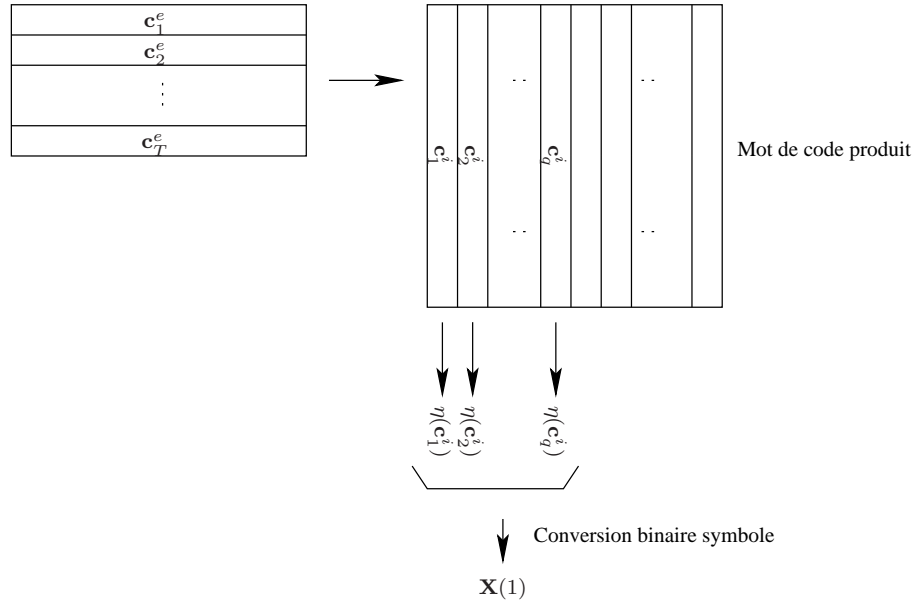 c_1^e
c_2^e
⋮
c_T^e
c_1^i c_2^i ‥ c_q^i ‥
‥ ‥
Mot de code produit
η(c_1^i) η(c_2^i) η(c_q^i)
Conversion binaire symbole
X(1)